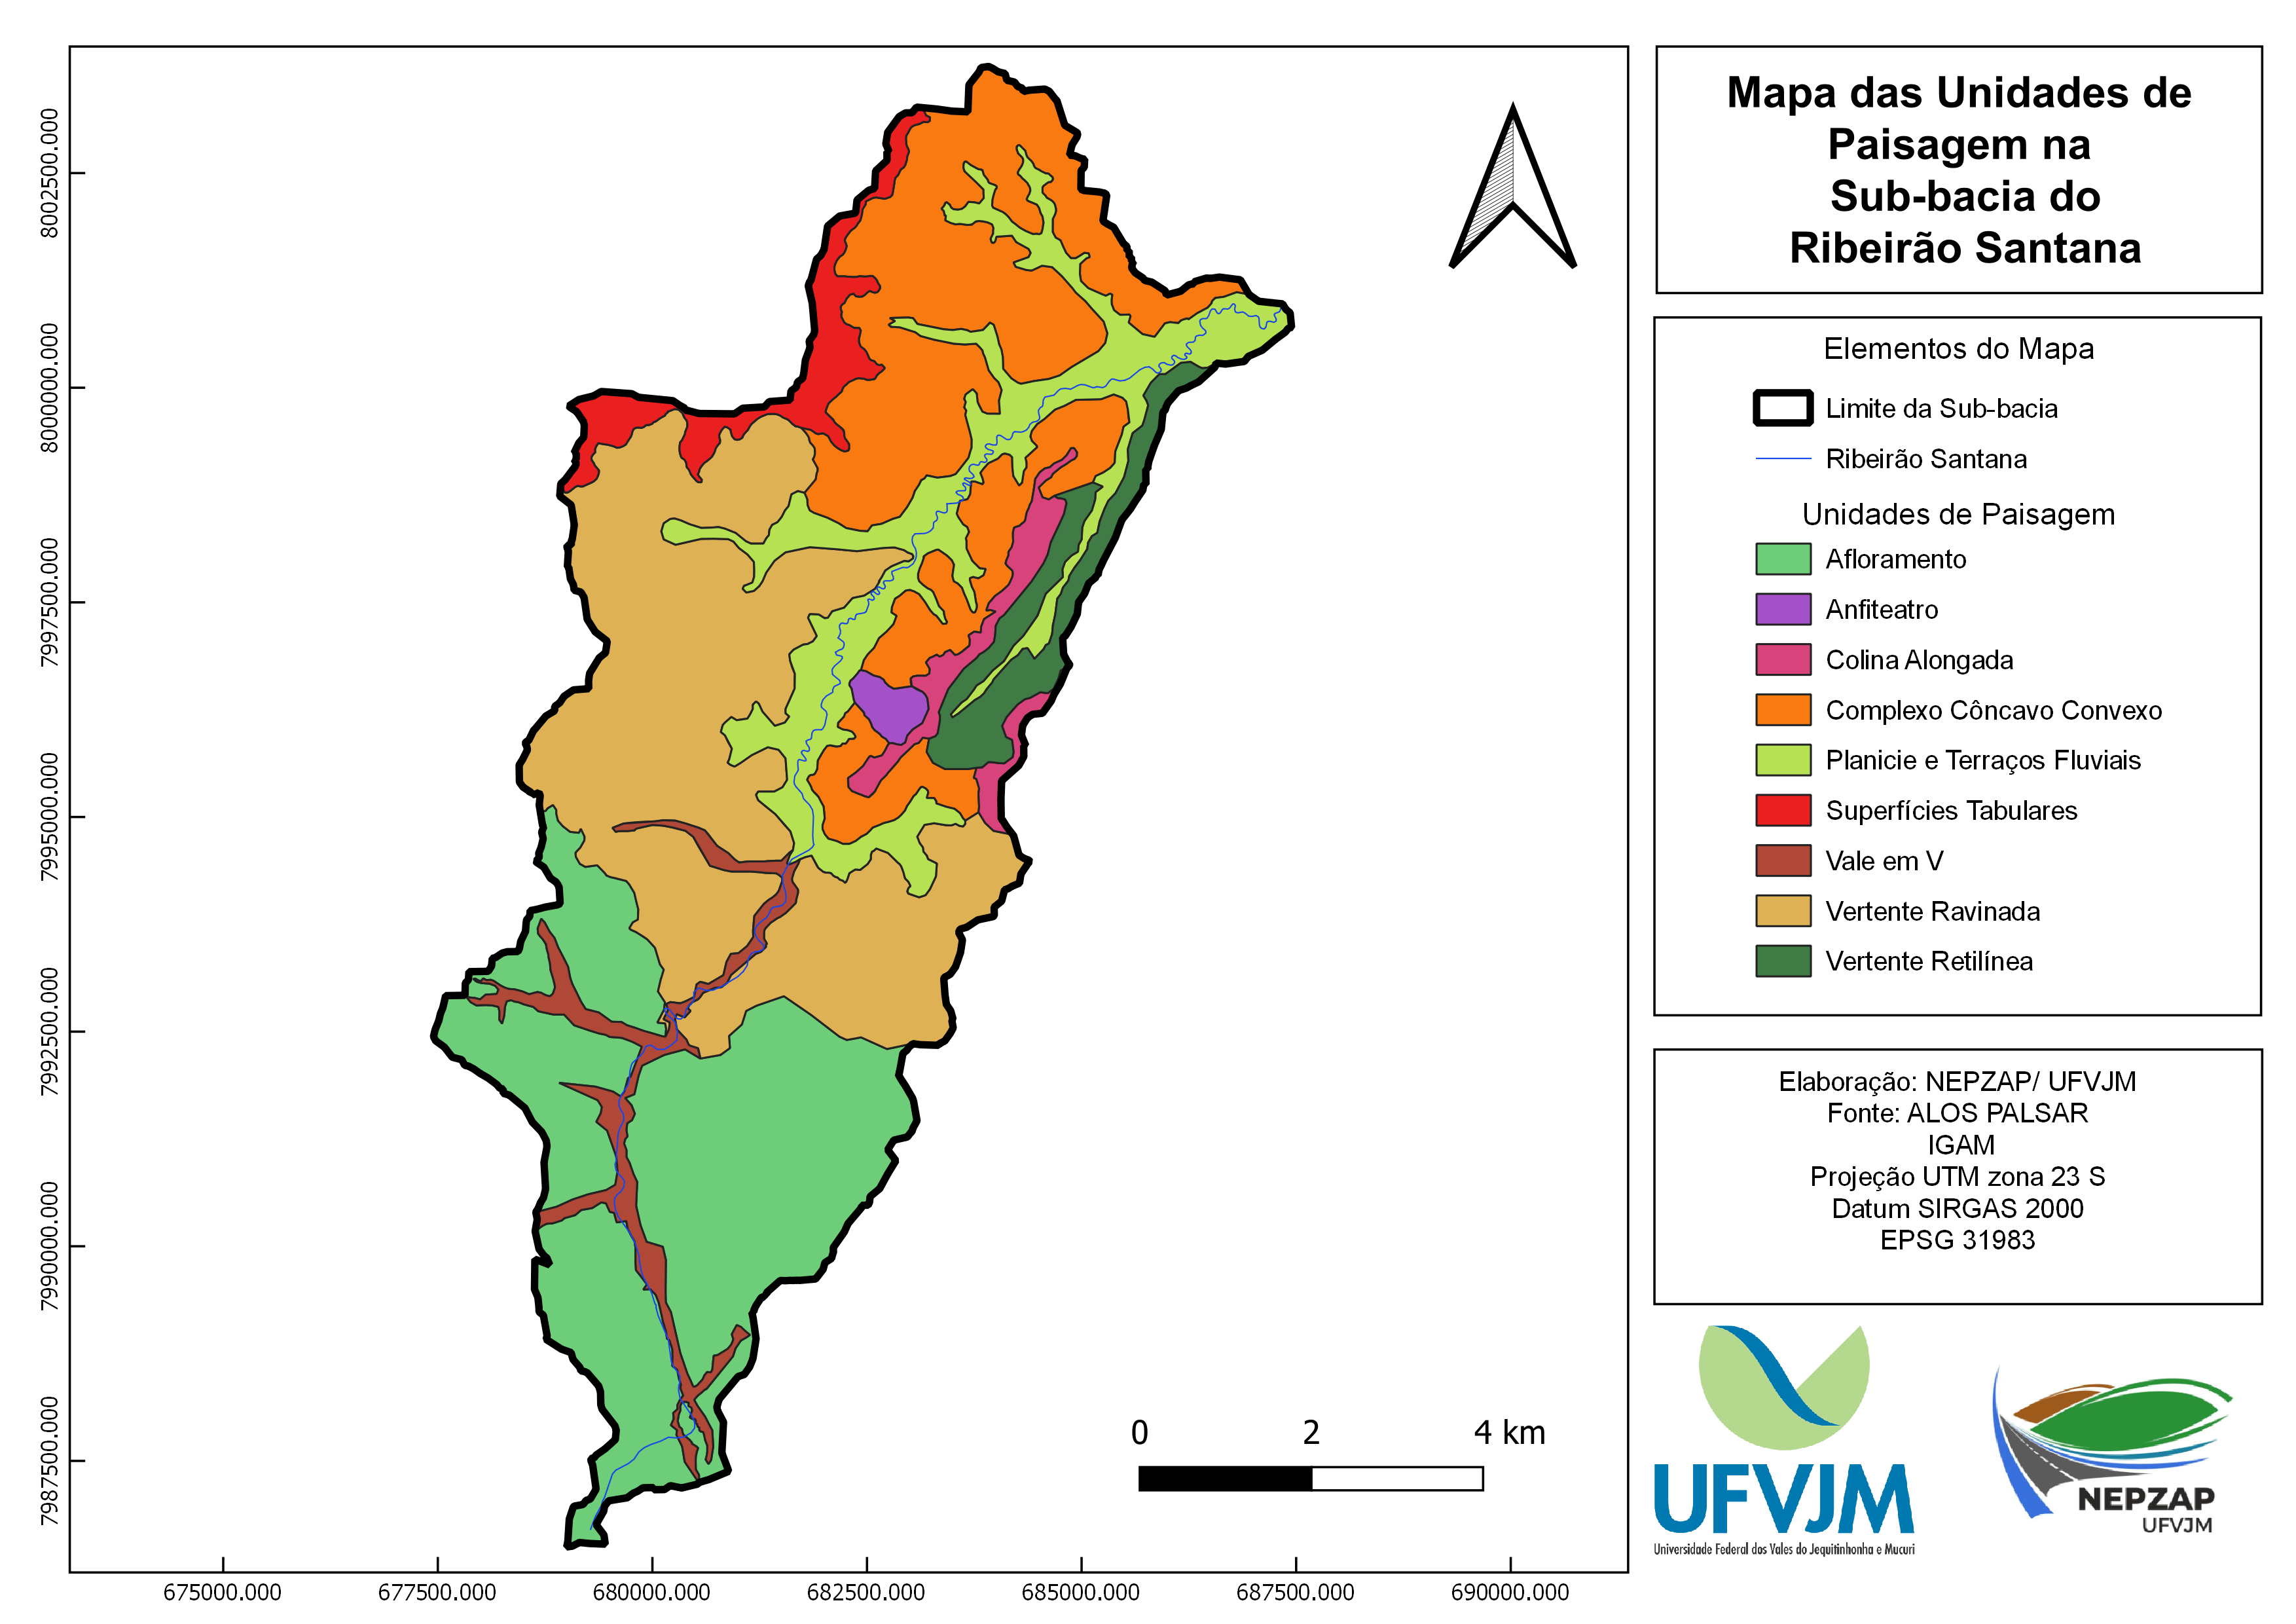 Mapa das Unidades de
Paisagem na
Sub-bacia do
Ribeirão Santana
Elementos do Mapa
Limite da Sub-bacia
Ribeirão Santana
Unidades de Paisagem
Afloramento
Anfiteatro
Colina Alongada
Complexo Côncavo Convexo
Planicie e Terraços Fluviais
Superfícies Tabulares
Vale em V
Vertente Ravinada
Vertente Retilínea
Elaboração: NEPZAP/ UFVJM
Fonte: ALOS PALSAR
IGAM
Projeção UTM zona 23 S
Datum SIRGAS 2000
EPSG 31983
UFVJM
Universidade Federal dos Vales do Jequitinhonha e Mucuri
NEPZAP
UFVJM
0 2 4 km
8002500.000
8000000.000
7997500.000
7995000.000
7992500.000
7990000.000
7987500.000
675000.000 677500.000 680000.000 682500.000 685000.000 687500.000 690000.000